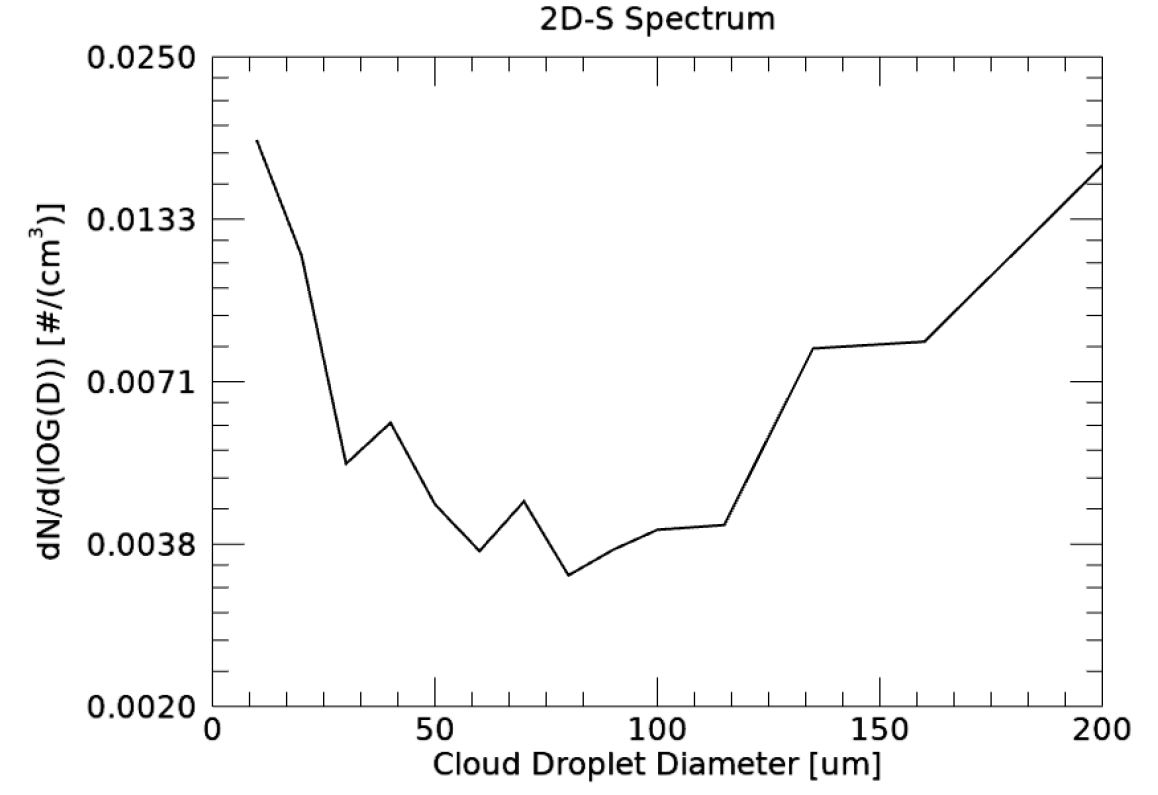 2D-S Spectrum
0.0250
0.0133
0.0071
0.0038
0.0020
dN/d(lOG(D)) [#/(cm³)]
0 50 100 150 200
Cloud Droplet Diameter [um]